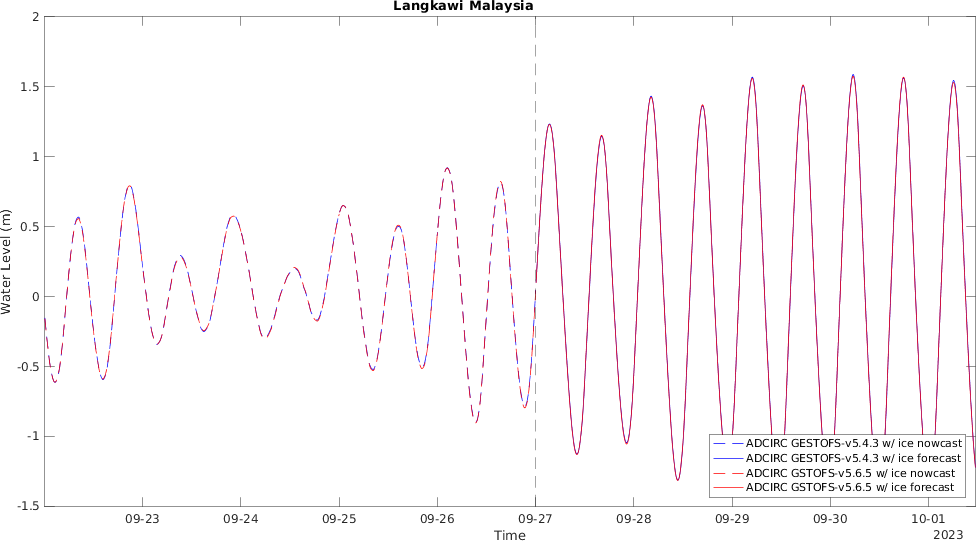 Langkawi Malaysia
Water Level (m)
2
1.5
1
0.5
0
-0.5
-1
-1.5
ADCIRC GESTOFS-v5.4.3 w/ ice nowcast
ADCIRC GESTOFS-v5.4.3 w/ ice forecast
ADCIRC GSTOFS-v5.6.5 w/ ice nowcast
ADCIRC GSTOFS-v5.6.5 w/ ice forecast
09-23 09-24 09-25 09-26 09-27 09-28 09-29 09-30 10-01
Time
2023